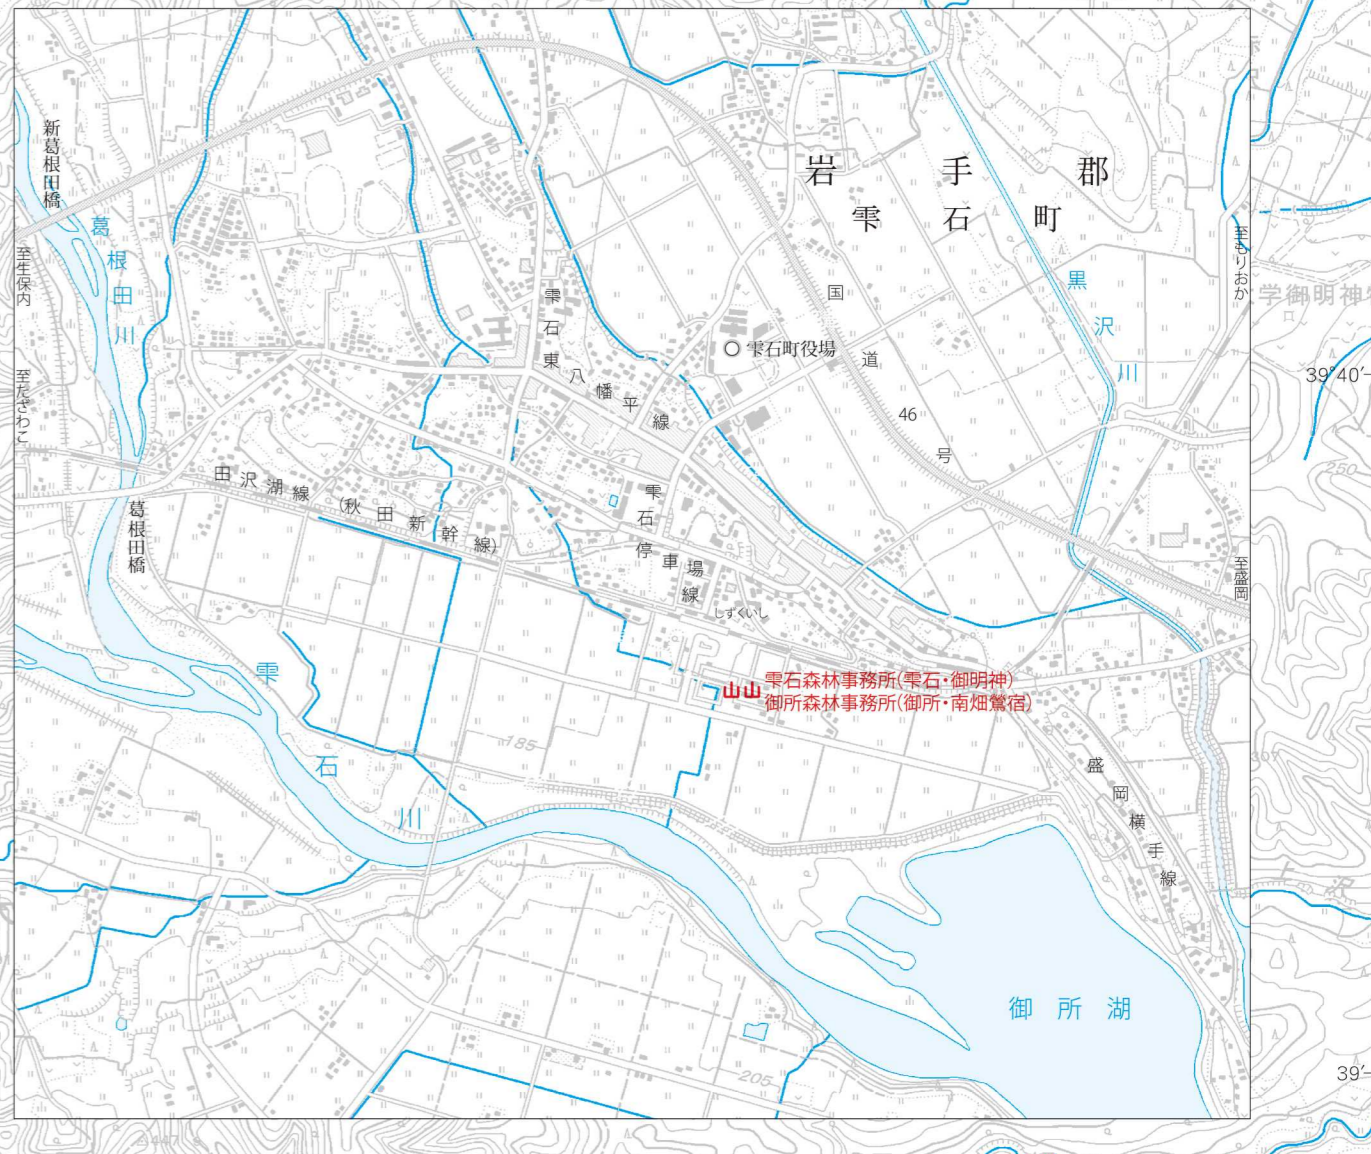 岩手郡
雫石町
新葛根田橋
葛根田川
至生保内
至たざわこ
葛根田橋
田沢湖線(秋田新幹線)
雫石東八幡平線
雫石町役場
国道46号
黒沢川
至もりおか
学御明神
39°40′
250
至盛岡
雫石停車場線
しずくいし
雫石森林事務所(雫石・御明神)
御所森林事務所(御所・南畑鶯宿)
雫石川
185
盛岡横手線
御所湖
205
39′
447